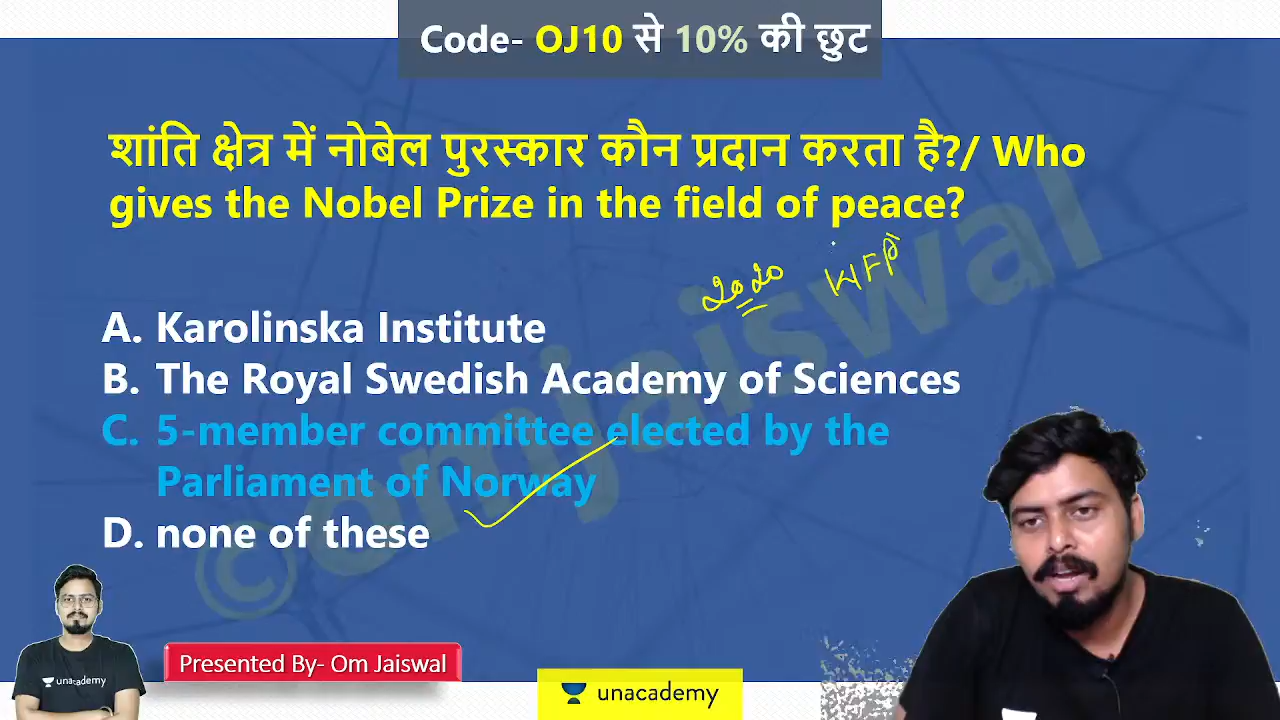 Code- OJ10 से 10% की छुट
शांति क्षेत्र में नोबेल पुरस्कार कौन प्रदान करता है?/ Who
gives the Nobel Prize in the field of peace?
2020 WFP
A. Karolinska Institute
B. The Royal Swedish Academy of Sciences
C. 5-member committee elected by the
Parliament of Norway
D. none of these
©omjaiswal
unacademy
Presented By- Om Jaiswal
unacademy